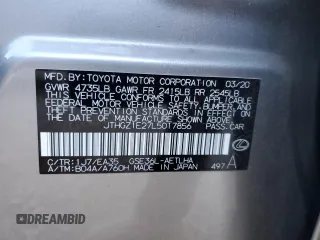 MFD. BY: TOYOTA MOTOR CORPORATION 03/20
GVWR 4735LB GAWR FR 2415LB RR 2545LB
THIS VEHICLE CONFORMS TO ALL APPLICABLE
FEDERAL MOTOR VEHICLE SAFETY, BUMPER, AND
THEFT PREVENTION STANDARDS IN EFFECT ON
THE DATE OF MANUFACTURE SHOWN ABOVE.
JTHGZ1E27L5017856 PASS. CAR
C/TR: 1J7/EA35 GSE36L-AETLHA
A/TM: B04A/A760H MADE IN JAPAN 497 A
DREAMBID